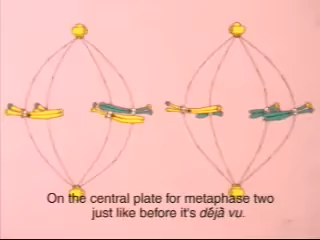 On the central plate for metaphase two
just like before it's déjà vu.